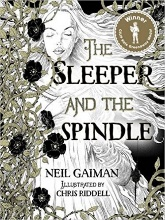 Winner
THE
SLEEPER
AND THE
SPINDLE
NEIL GAIMAN
ILLUSTRATED BY
CHRIS RIDDELL